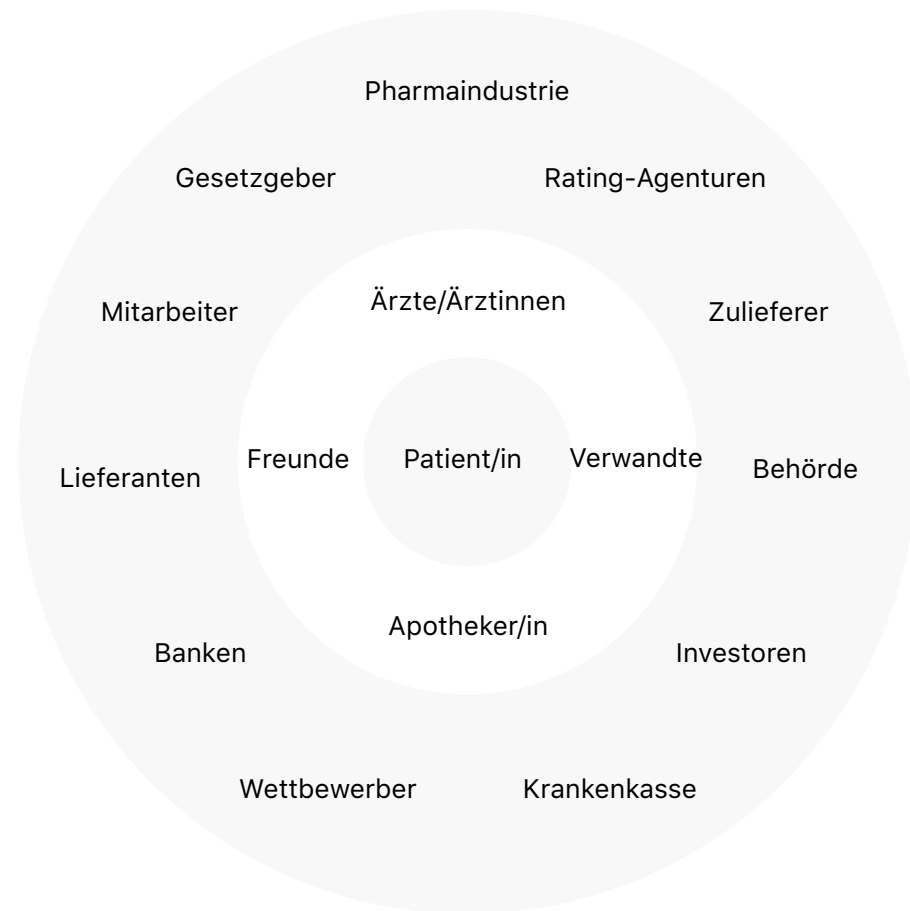 Pharmaindustrie
Gesetzgeber
Rating-Agenturen
Ärzte/Ärztinnen
Mitarbeiter
Zulieferer
Freunde
Patient/in
Verwandte
Lieferanten
Behörde
Apotheker/in
Banken
Investoren
Wettbewerber
Krankenkasse